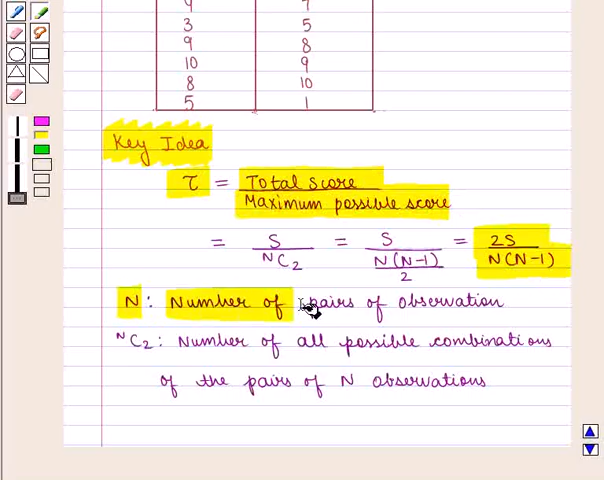 4 7
3 5
9 8
10 9
8 10
5 1
Key Idea
τ = Total score / Maximum possible score
= S / ᴺC₂ = S / (N(N-1)/2) = 2S / N(N-1)
N : Number of pairs of observation
ᴺC₂ : Number of all possible combinations
of the pairs of N observations